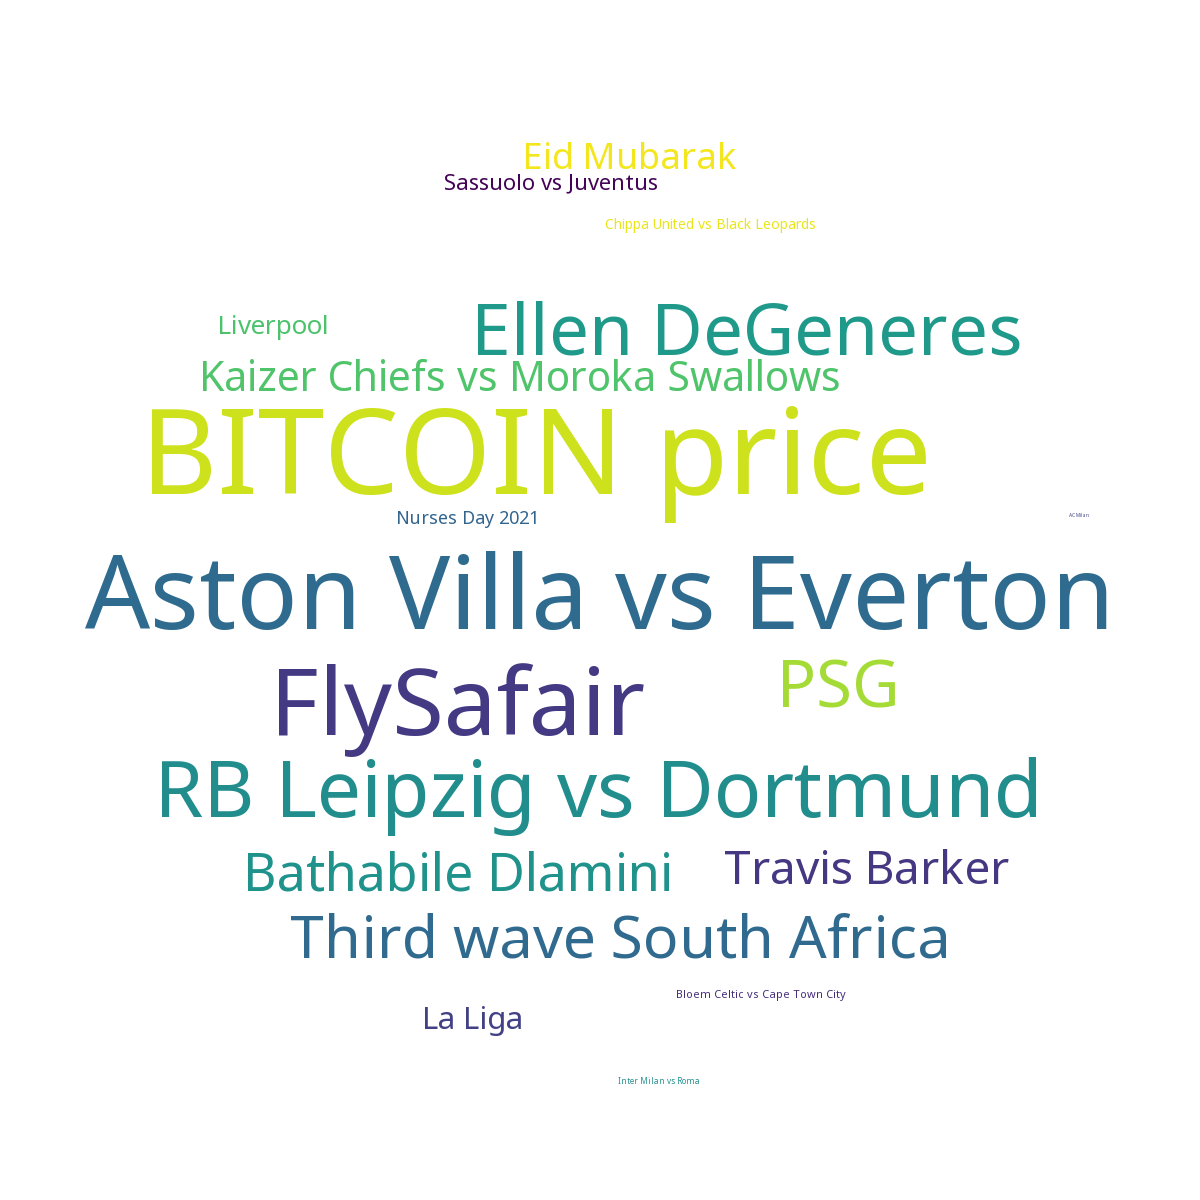 Eid Mubarak
Sassuolo vs Juventus
Chippa United vs Black Leopards
Ellen DeGeneres
Liverpool
Kaizer Chiefs vs Moroka Swallows
BITCOIN price
Nurses Day 2021
AC Milan
Aston Villa vs Everton
FlySafair
PSG
RB Leipzig vs Dortmund
Bathabile Dlamini
Travis Barker
Third wave South Africa
Bloem Celtic vs Cape Town City
La Liga
Inter Milan vs Roma